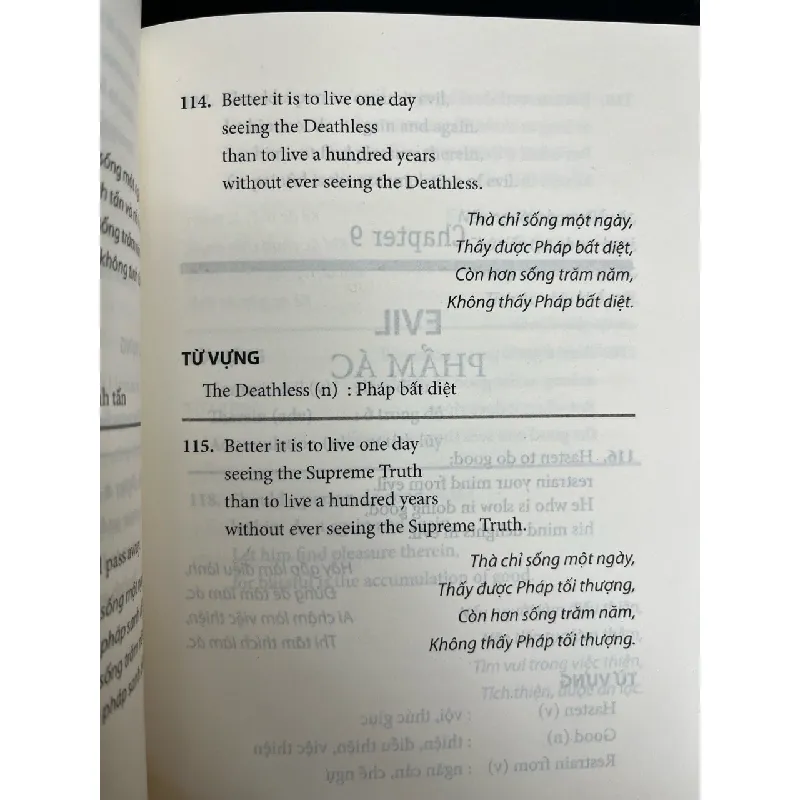 114. Better it is to live one day
seeing the Deathless
than to live a hundred years
without ever seeing the Deathless.
Thà chỉ sống một ngày,
Thấy được Pháp bất diệt,
Còn hơn sống trăm năm,
Không thấy Pháp bất diệt.
TỪ VỰNG
The Deathless (n) : Pháp bất diệt
115. Better it is to live one day
seeing the Supreme Truth
than to live a hundred years
without ever seeing the Supreme Truth.
Thà chỉ sống một ngày,
Thấy được Pháp tối thượng,
Còn hơn sống trăm năm,
Không thấy Pháp tối thượng.